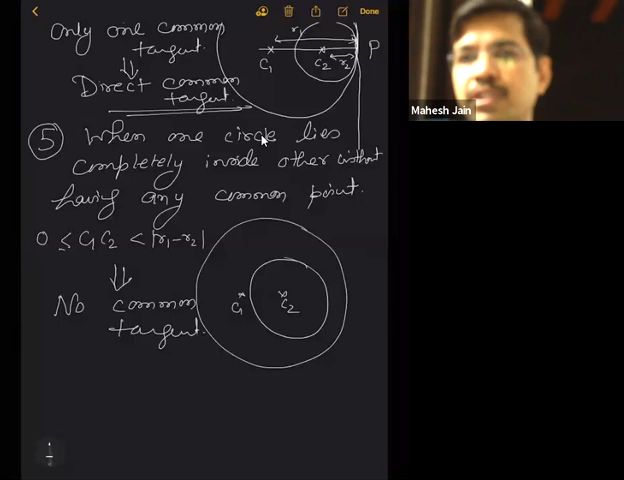 Done
Only one common
tangent.
⇓
Direct common
tangent.
r₁
C₁
C₂
r₂
P
Mahesh Jain
⑤ When one circle lies
completely inside other without
having any common point.
0 ≤ C₁C₂ < |r₁-r₂|
⇓
No common
tangent.
C₁
C₂